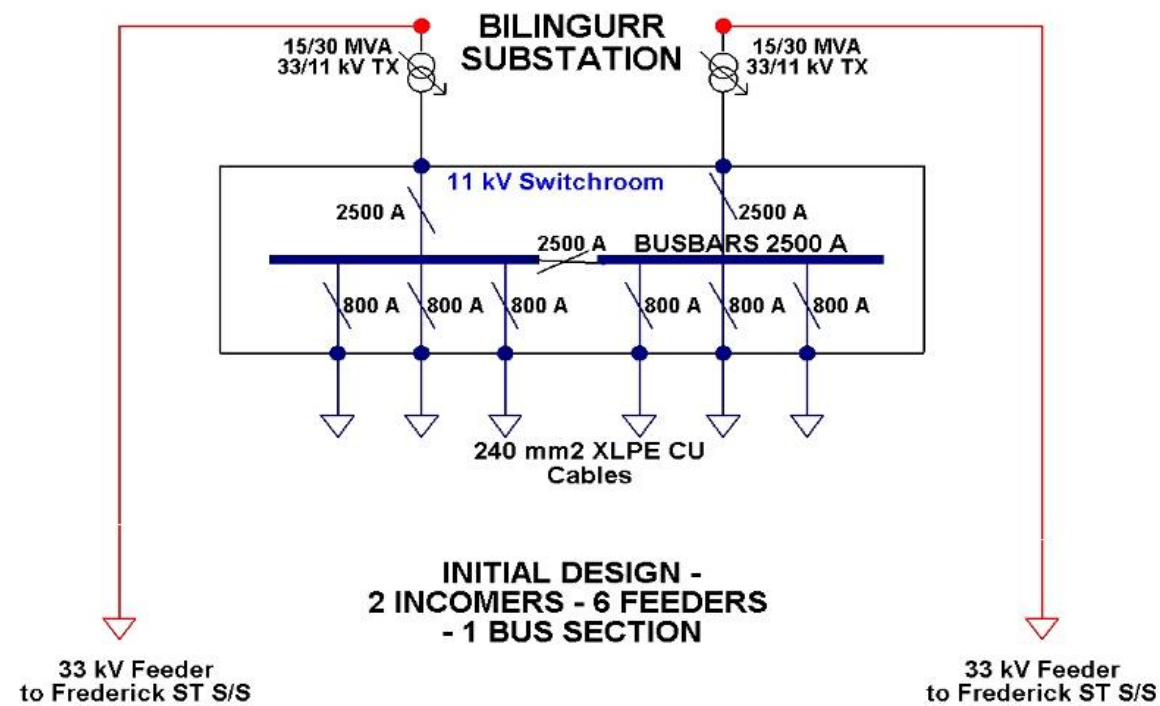 BILINGURR
SUBSTATION
15/30 MVA
33/11 kV TX
15/30 MVA
33/11 kV TX
11 kV Switchroom
2500 A
2500 A
2500 A
BUSBARS 2500 A
800 A
800 A
800 A
800 A
800 A
800 A
240 mm2 XLPE CU
Cables
INITIAL DESIGN -
2 INCOMERS - 6 FEEDERS
- 1 BUS SECTION
33 kV Feeder
to Frederick ST S/S
33 kV Feeder
to Frederick ST S/S